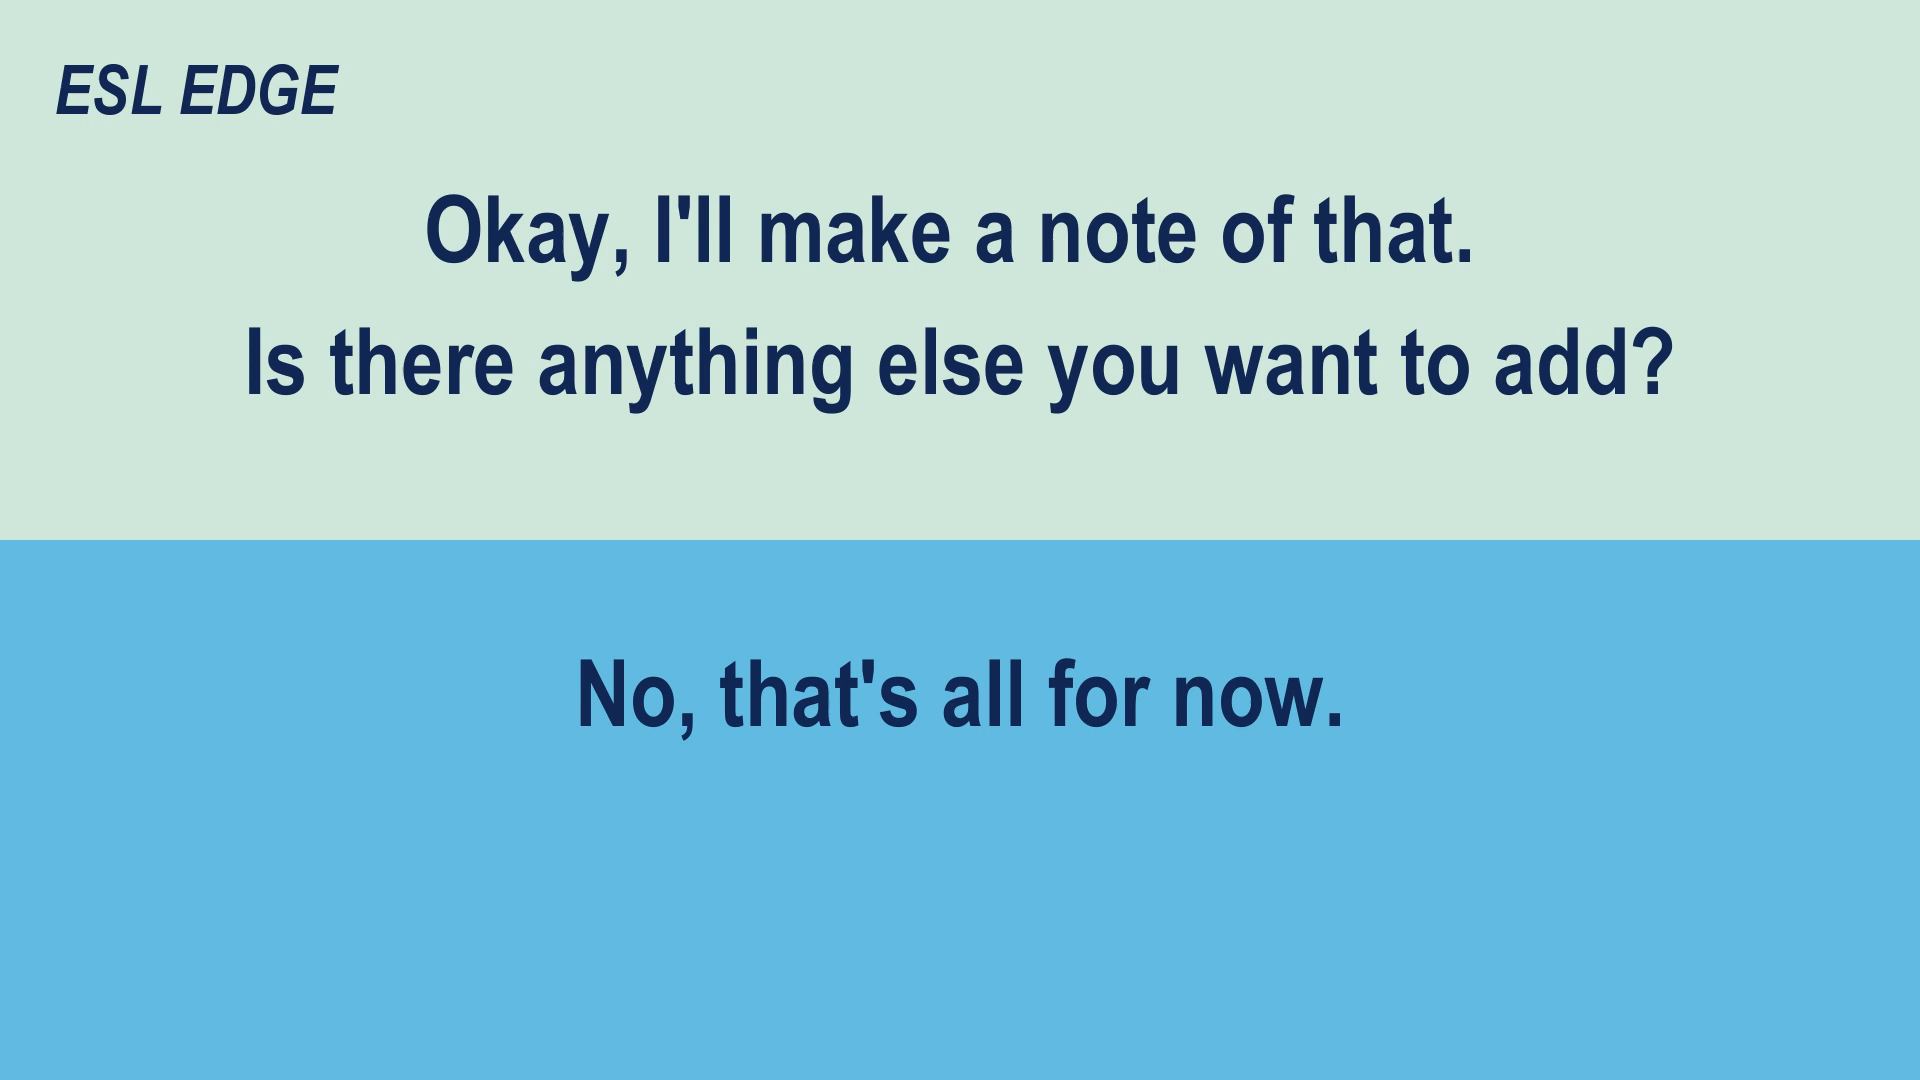 ESL EDGE
Okay, I'll make a note of that.
Is there anything else you want to add?
No, that's all for now.